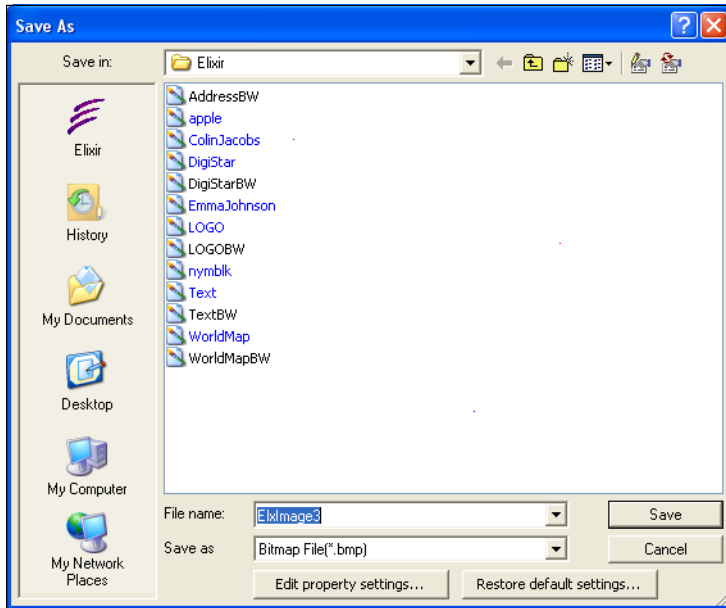 Save As
Save in:
Elixir
Elixir
History
My Documents
Desktop
My Computer
My Network
Places
AddressBW
apple
ColinJacobs
DigiStar
DigiStarBW
EmmaJohnson
LOGO
LOGOBW
nymblk
Text
TextBW
WorldMap
WorldMapBW
File name:
ElxImage3
Save
Save as
Bitmap File(*.bmp)
Cancel
Edit property settings...
Restore default settings...